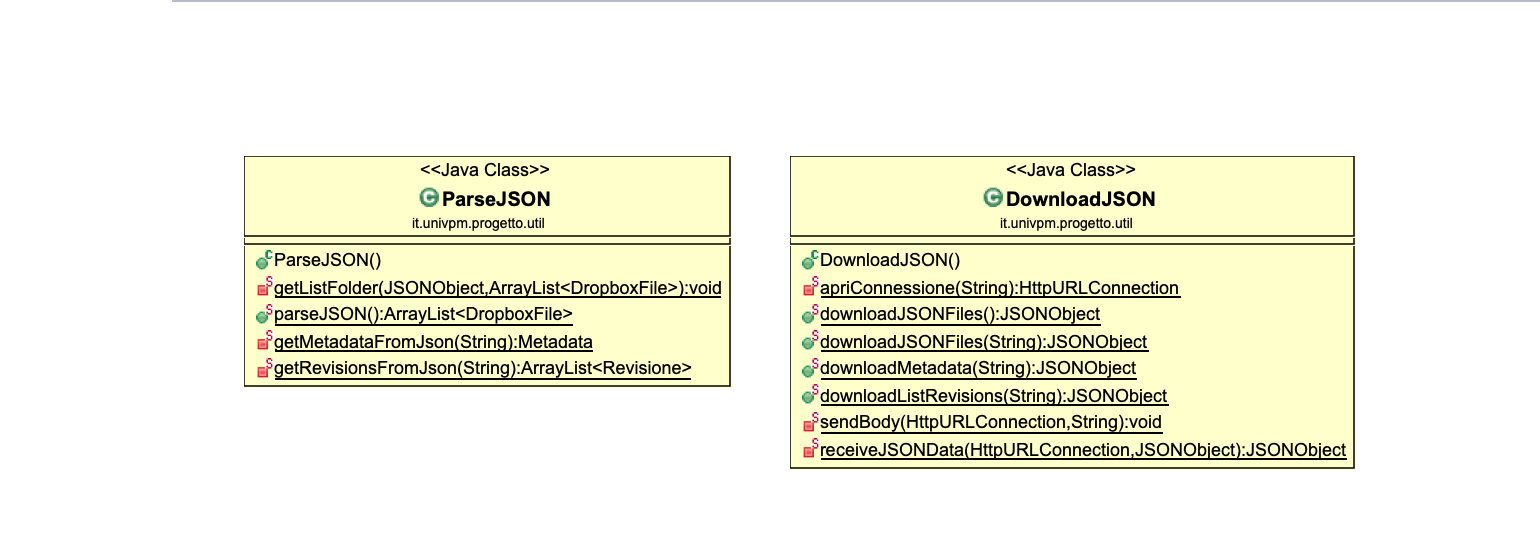 <<Java Class>>
ParseJSON
it.univpm.progetto.util
ParseJSON()
getListFolder(JSONObject,ArrayList<DropboxFile>):void
parseJSON():ArrayList<DropboxFile>
getMetadataFromJson(String):Metadata
getRevisionsFromJson(String):ArrayList<Revisione>
<<Java Class>>
DownloadJSON
it.univpm.progetto.util
DownloadJSON()
apriConnessione(String):HttpURLConnection
downloadJSONFiles():JSONObject
downloadJSONFiles(String):JSONObject
downloadMetadata(String):JSONObject
downloadListRevisions(String):JSONObject
sendBody(HttpURLConnection,String):void
receiveJSONData(HttpURLConnection,JSONObject):JSONObject